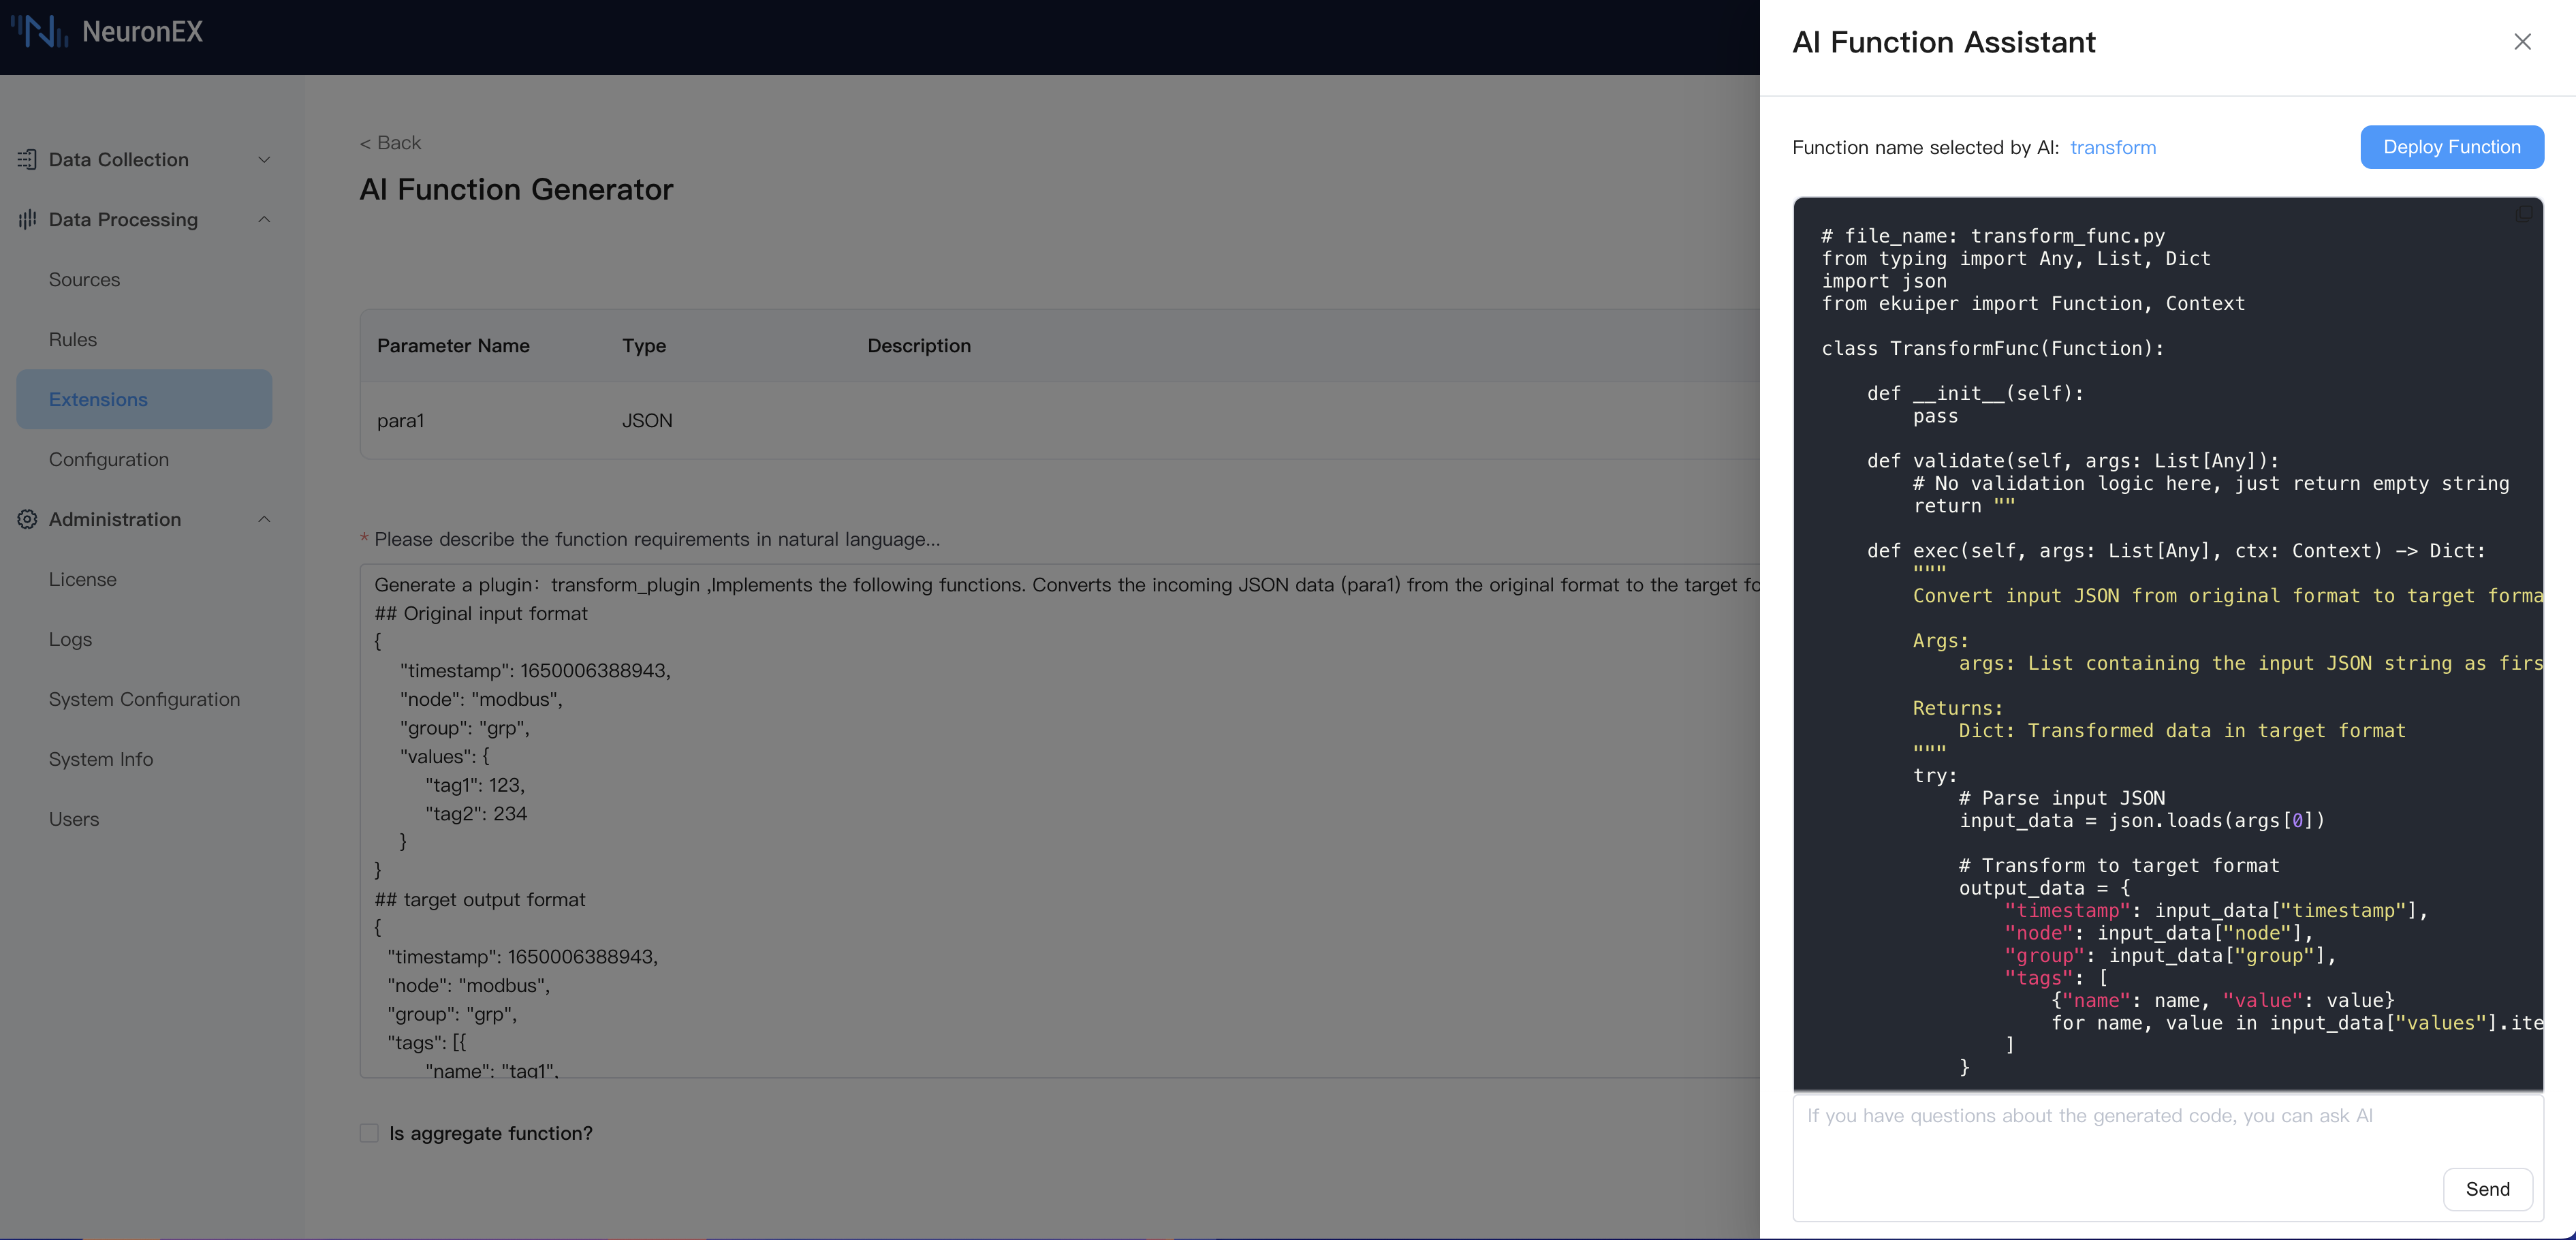 NeuronEX
Data Collection
Data Processing
Sources
Rules
Extensions
Configuration
Administration
License
Logs
System Configuration
System Info
Users
< Back
AI Function Generator
Parameter Name Type Description
para1 JSON
* Please describe the function requirements in natural language...
Generate a plugin：transform_plugin ,Implements the following functions. Converts the incoming JSON data (para1) from the original format to the target fo
## Original input format
{
"timestamp": 1650006388943,
"node": "modbus",
"group": "grp",
"values": {
"tag1": 123,
"tag2": 234
}
}
## target output format
{
"timestamp": 1650006388943,
"node": "modbus",
"group": "grp",
"tags": [{
"name": "tag1",
Is aggregate function?
AI Function Assistant
Function name selected by AI: transform
Deploy Function
# file_name: transform_func.py
from typing import Any, List, Dict
import json
from ekuiper import Function, Context
class TransformFunc(Function):
def __init__(self):
pass
def validate(self, args: List[Any]):
# No validation logic here, just return empty string
return ""
def exec(self, args: List[Any], ctx: Context) -> Dict:
"""
Convert input JSON from original format to target forma
Args:
args: List containing the input JSON string as firs
Returns:
Dict: Transformed data in target format
"""
try:
# Parse input JSON
input_data = json.loads(args[0])
# Transform to target format
output_data = {
"timestamp": input_data["timestamp"],
"node": input_data["node"],
"group": input_data["group"],
"tags": [
{"name": name, "value": value}
for name, value in input_data["values"].ite
]
}
If you have questions about the generated code, you can ask AI
Send